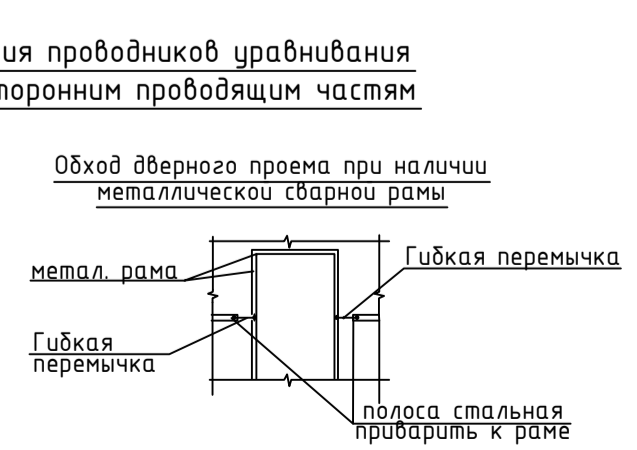 ия проводников уравнивания
торонним проводящим частям
Обход дверного проема при наличии
металлической сварной рамы
метал. рама
Гибкая перемычка
Гибкая
перемычка
полоса стальная
приварить к раме